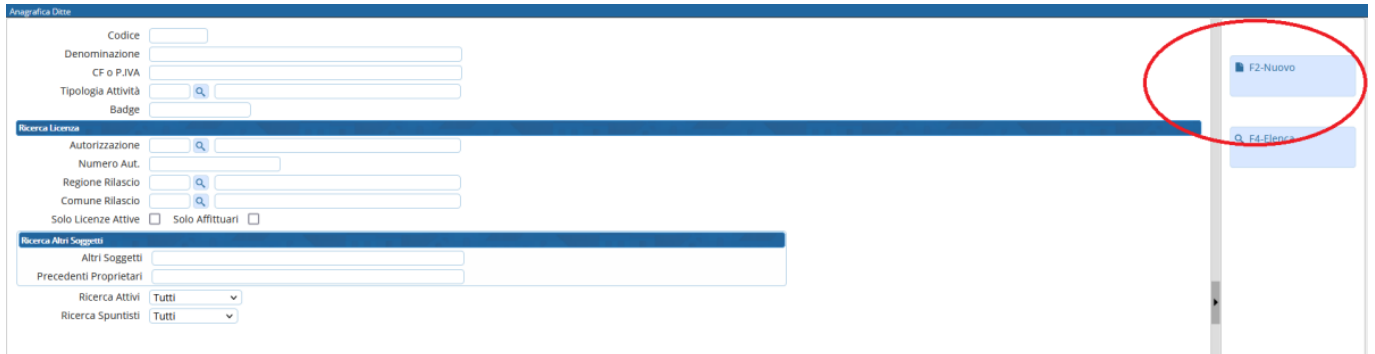 Anagrafica Ditte
Codice
Denominazione
CF o P.IVA
Tipologia Attività
Badge
Ricerca Licenza
Autorizzazione
Numero Aut.
Regione Rilascio
Comune Rilascio
Solo Licenze Attive Solo Affittuari
Ricerca Altri Soggetti
Altri Soggetti
Precedenti Proprietari
Ricerca Attivi Tutti
Ricerca Spuntisti Tutti
F2-Nuovo
F4-Elenca